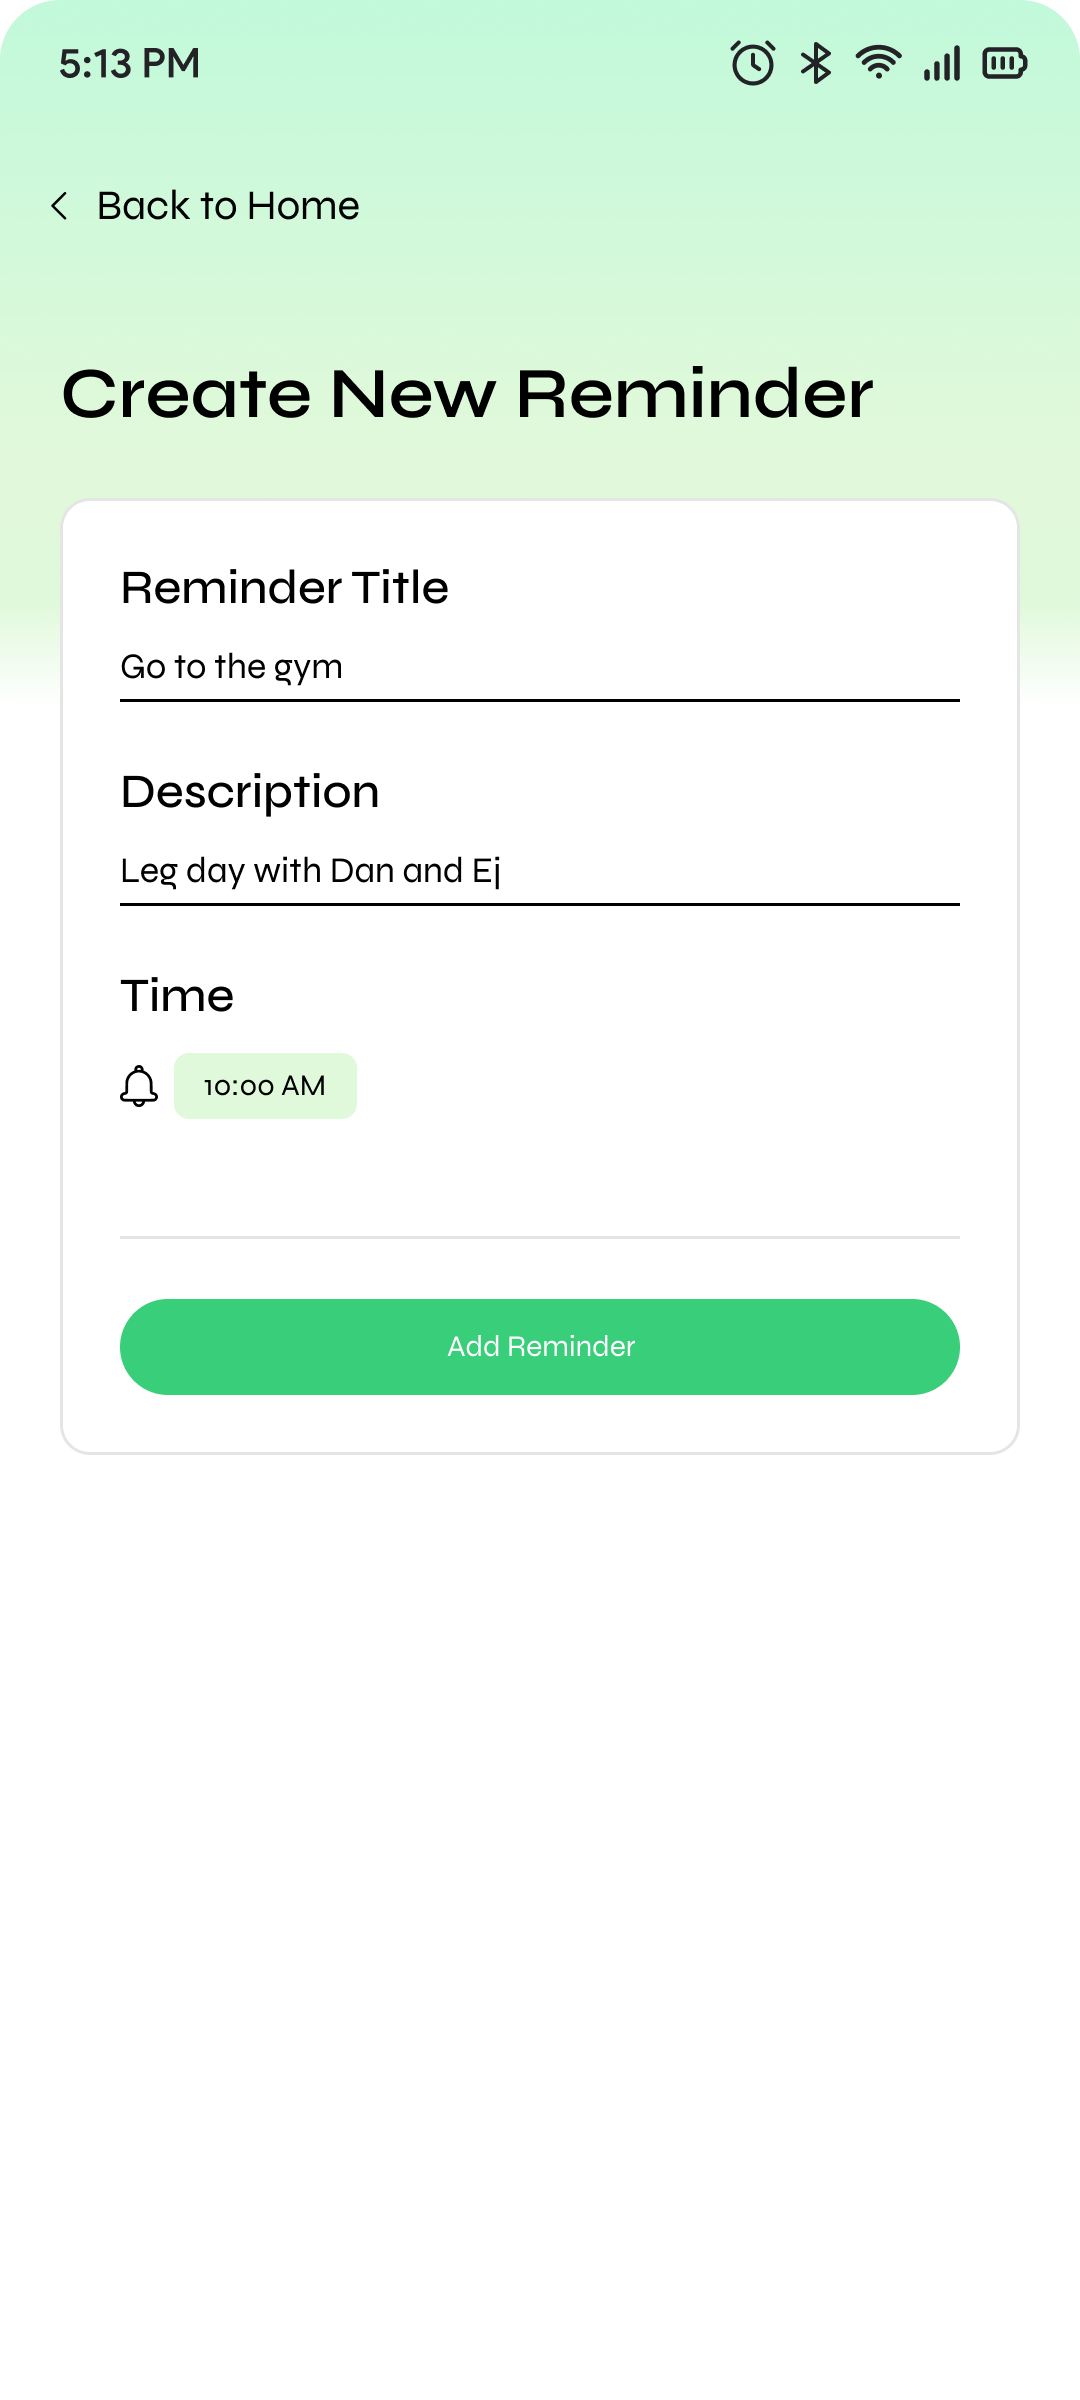 5:13 PM
Back to Home
Create New Reminder
Reminder Title
Go to the gym
Description
Leg day with Dan and Ej
Time
10:00 AM
Add Reminder